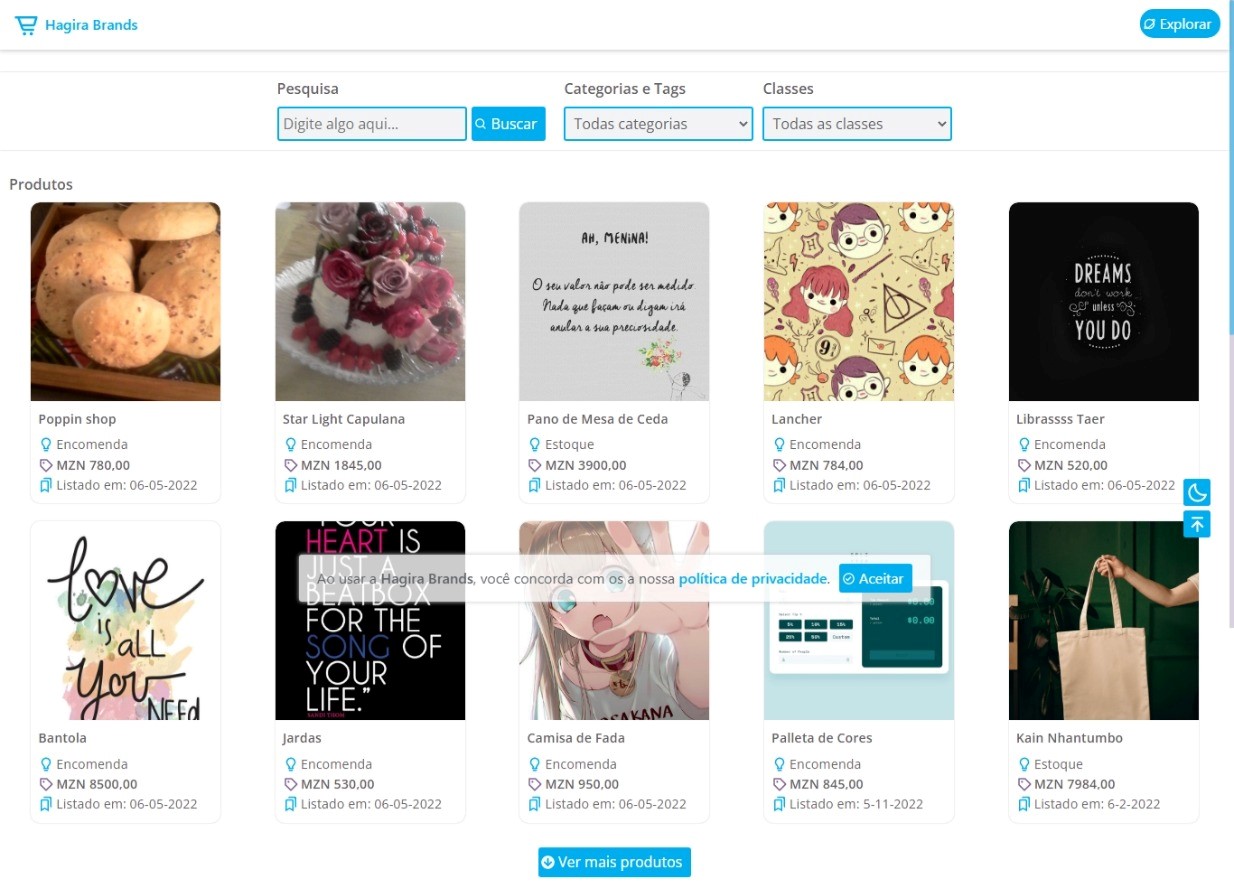 Hagira Brands
Explorar
Pesquisa
Categorias e Tags
Classes
Digite algo aqui...
Buscar
Todas categorias
Todas as classes
Produtos
AH, MENINA!
O seu valor não pode ser medido.
Nada que façam ou digam irá
anular a sua preciosidade.
9¾
DREAMS
don't work
unless
YOU DO
Poppin shop
Encomenda
MZN 780,00
Listado em: 06-05-2022
Star Light Capulana
Encomenda
MZN 1845,00
Listado em: 06-05-2022
Pano de Mesa de Ceda
Estoque
MZN 3900,00
Listado em: 06-05-2022
Lancher
Encomenda
MZN 784,00
Listado em: 06-05-2022
Librassss Taer
Encomenda
MZN 520,00
Listado em: 06-05-2022
Love
is
all
You
NEED
YOUR
HEART IS
JUST A
BEATBOX
FOR THE
SONG OF
YOUR
LIFE.”
OSAKANA
$0.00
$0.00
Custom
Ao usar a Hagira Brands, você concorda com os a nossa política de privacidade.
Aceitar
Bantola
Encomenda
MZN 8500,00
Listado em: 06-05-2022
Jardas
Encomenda
MZN 530,00
Listado em: 06-05-2022
Camisa de Fada
Encomenda
MZN 950,00
Listado em: 06-05-2022
Palleta de Cores
Encomenda
MZN 845,00
Listado em: 5-11-2022
Kain Nhantumbo
Estoque
MZN 7984,00
Listado em: 6-2-2022
Ver mais produtos